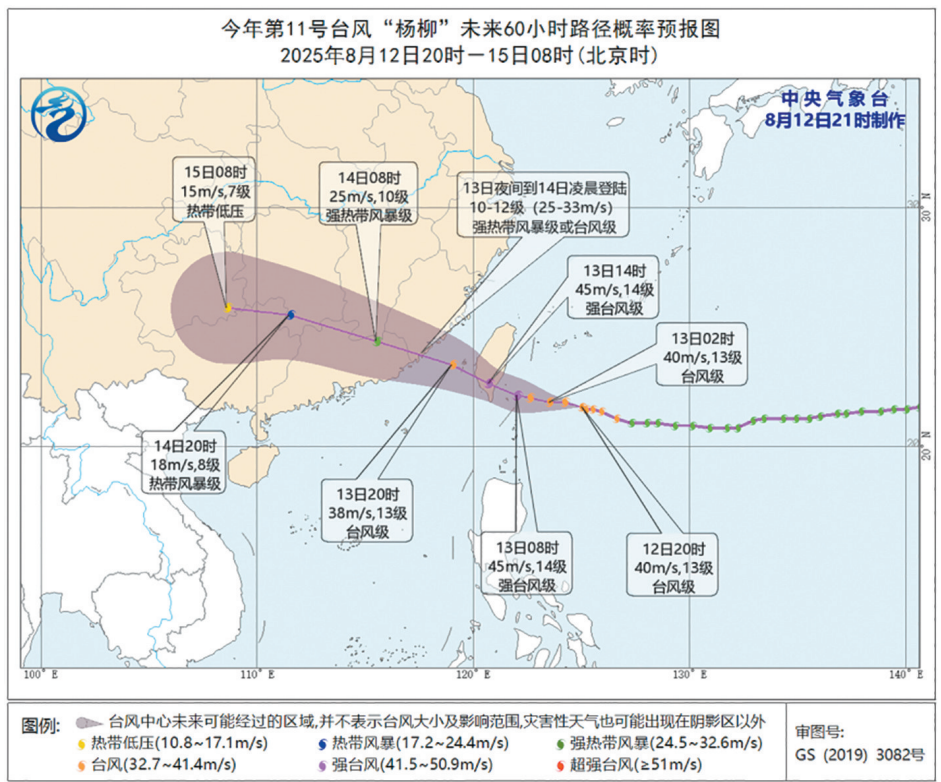 今年第11号台风“杨柳”未来60小时路径概率预报图
2025年8月12日20时－15日08时(北京时)
中央气象台
8月12日21时制作
15日08时
15m/s,7级
热带低压
14日08时
25m/s,10级
强热带风暴级
13日夜间到14日凌晨登陆
10-12级（25-33m/s）
强热带风暴级或台风级
13日14时
45m/s,14级
强台风级
13日02时
40m/s,13级
台风级
14日20时
18m/s,8级
热带风暴级
13日20时
38m/s,13级
台风级
13日08时
45m/s,14级
强台风级
12日20时
40m/s,13级
台风级
30°N
20°N
100°E
110°E
120°E
130°E
140°E
图例:
台风中心未来可能经过的区域,并不表示台风大小及影响范围,灾害性天气也可能出现在阴影区以外
热带低压(10.8~17.1m/s)
热带风暴(17.2~24.4m/s)
强热带风暴(24.5~32.6m/s)
台风(32.7~41.4m/s)
强台风(41.5~50.9m/s)
超强台风(≥51m/s)
审图号:
GS (2019) 3082号